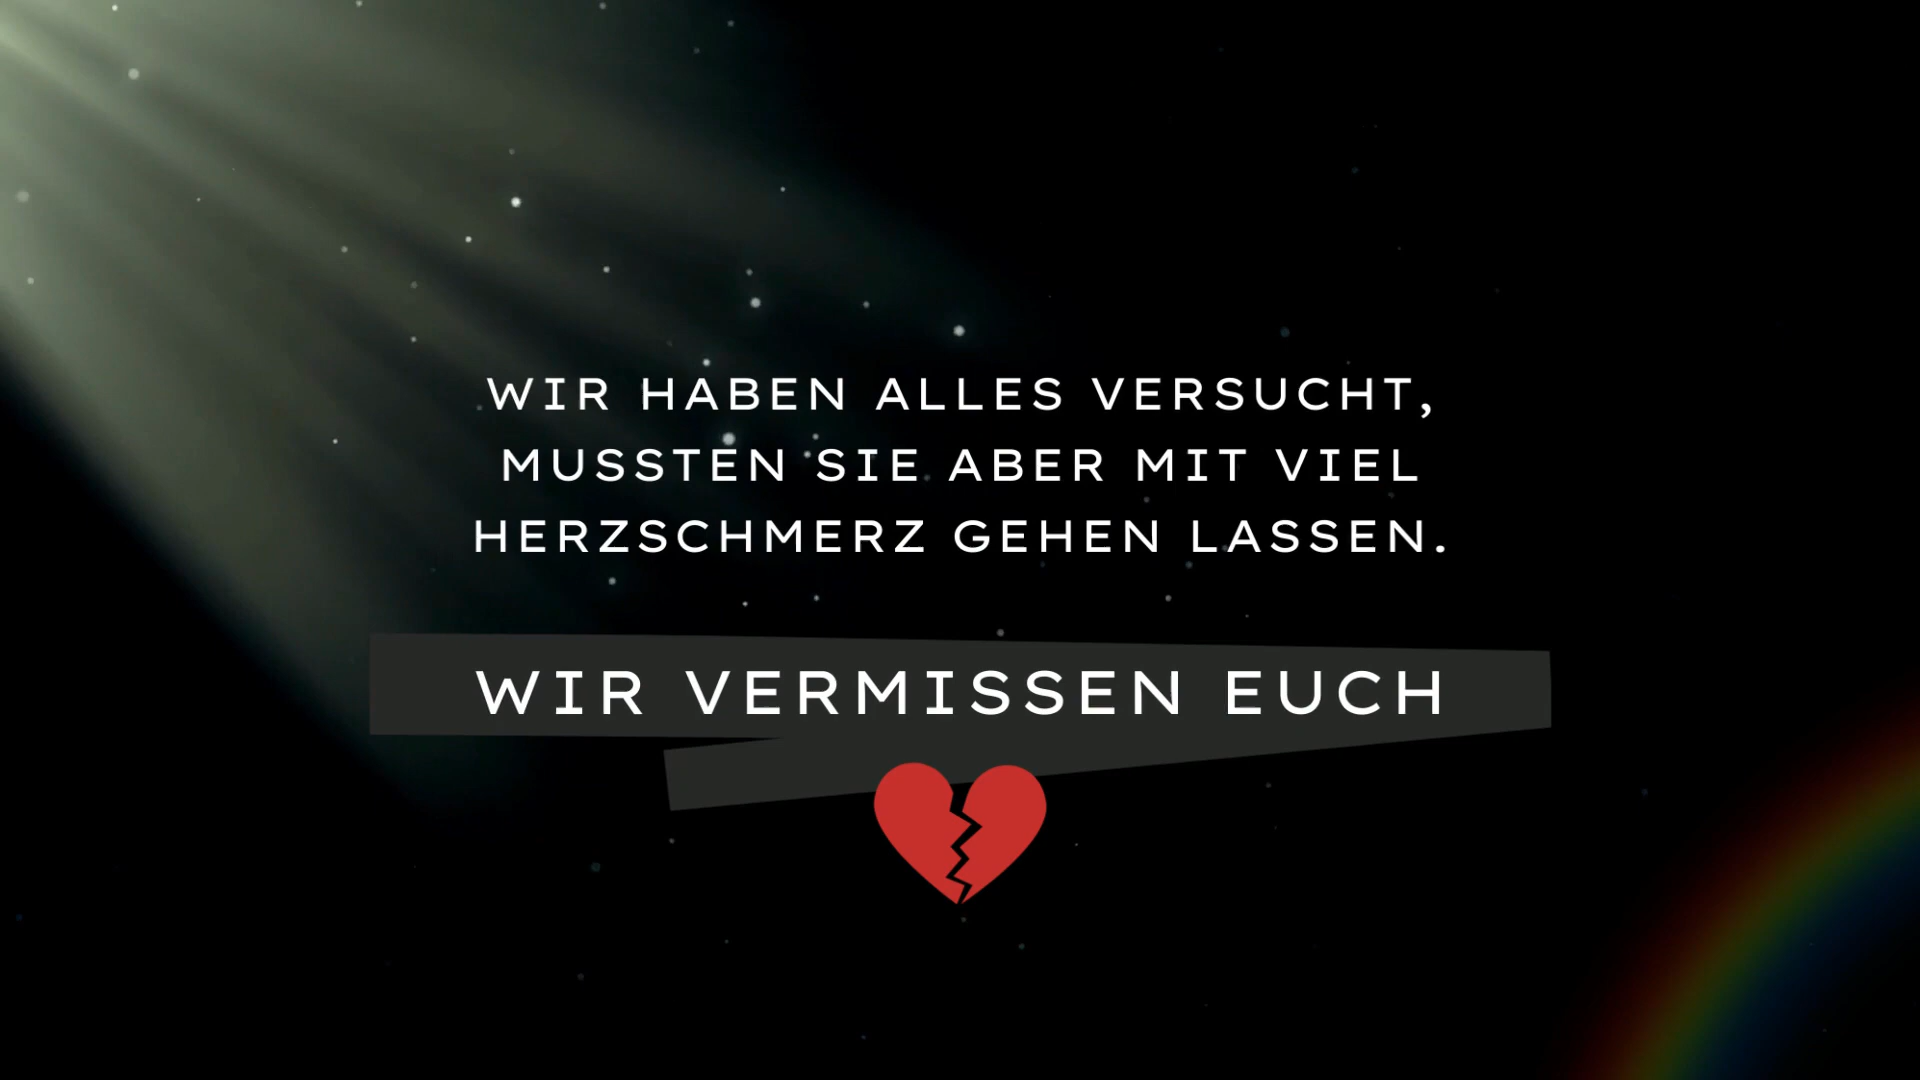 WIR HABEN ALLES VERSUCHT,
MUSSTEN SIE ABER MIT VIEL
HERZSCHMERZ GEHEN LASSEN.
WIR VERMISSEN EUCH